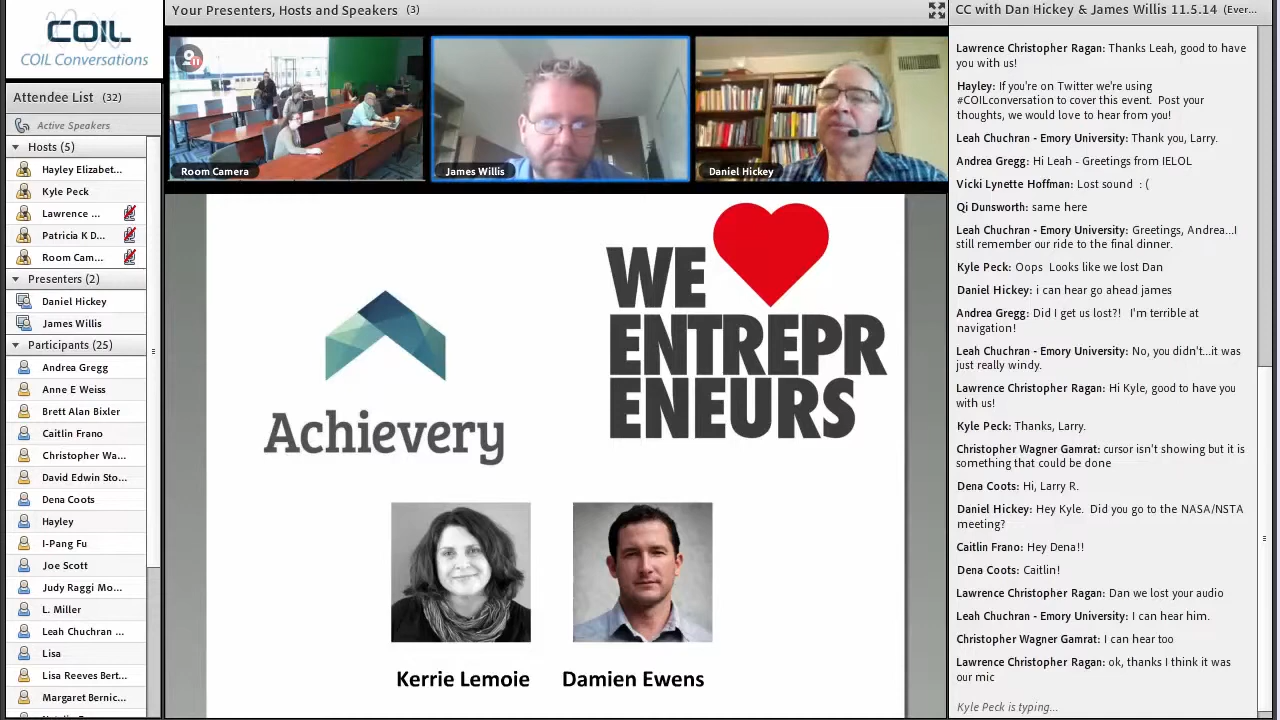 COIL
COIL Conversations
Attendee List (32)
Active Speakers
Hosts (5)
Hayley Elizabet...
Kyle Peck
Lawrence ...
Patricia K D...
Room Cam...
Presenters (2)
Daniel Hickey
James Willis
Participants (25)
Andrea Gregg
Anne E Weiss
Brett Alan Bixler
Caitlin Frano
Christopher Wa...
David Edwin Sto...
Dena Coots
Hayley
I-Pang Fu
Joe Scott
Judy Raggi Mo...
L. Miller
Leah Chuchran ...
Lisa
Lisa Reeves Bert...
Margaret Bernic...
Your Presenters, Hosts and Speakers (3)
Room Camera
James Willis
Daniel Hickey
Achievery
WE
ENTREPR
ENEURS
Kerrie Lemoie
Damien Ewens
CC with Dan Hickey & James Willis 11.5.14 (Ever...
Lawrence Christopher Ragan: Thanks Leah, good to have
you with us!
Hayley: If you're on Twitter we're using
#COILconversation to cover this event. Post your
thoughts, we would love to hear from you!
Leah Chuchran - Emory University: Thank you, Larry.
Andrea Gregg: Hi Leah - Greetings from IELOL
Vicki Lynette Hoffman: Lost sound : (
Qi Dunsworth: same here
Leah Chuchran - Emory University: Greetings, Andrea...I
still remember our trip to the final dinner.
Kyle Peck: Oops Looks like we lost Dan
Daniel Hickey: i can hear go ahead james
Andrea Gregg: Did I get us lost?! I'm terrible at
navigation!
Leah Chuchran - Emory University: No, you didn't...it was
just really windy.
Lawrence Christopher Ragan: Hi Kyle, good to have you
with us!
Kyle Peck: Thanks, Larry.
Christopher Wagner Gamrat: cursor isn't showing but it is
something that could be done
Dena Coots: Hi, Larry R.
Daniel Hickey: Hey Kyle. Did you go to the NASA/NSTA
meeting?
Caitlin Frano: Hey Dena!!
Dena Coots: Caitlin!
Lawrence Christopher Ragan: Dan we lost your audio
Leah Chuchran - Emory University: I can hear him.
Christopher Wagner Gamrat: I can hear too
Lawrence Christopher Ragan: ok, thanks I think it was
our mic
Kyle Peck is typing...